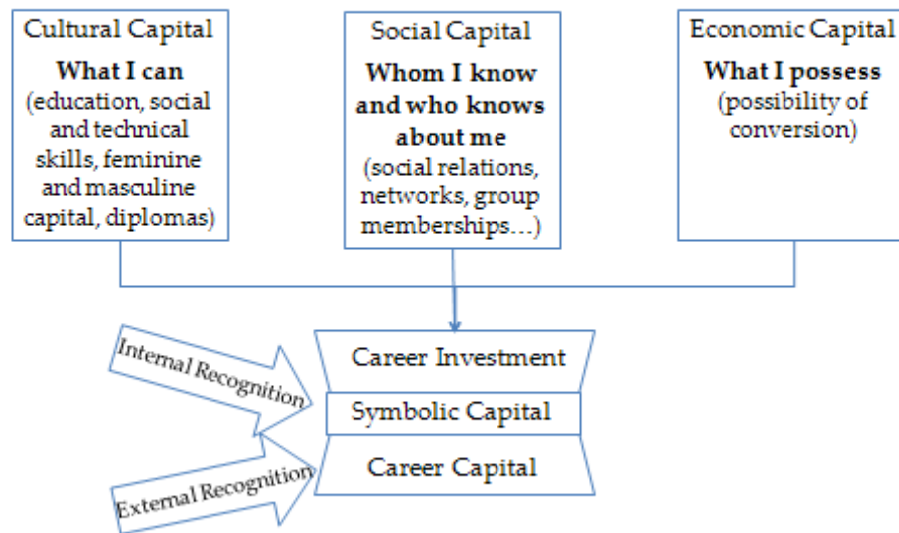 Cultural Capital
What I can
(education, social
and technical
skills, feminine
and masculine
capital, diplomas)
Social Capital
Whom I know
and who knows
about me
(social relations,
networks, group
memberships…)
Economic Capital
What I possess
(possibility of
conversion)
Internal Recognition
External Recognition
Career Investment
Symbolic Capital
Career Capital